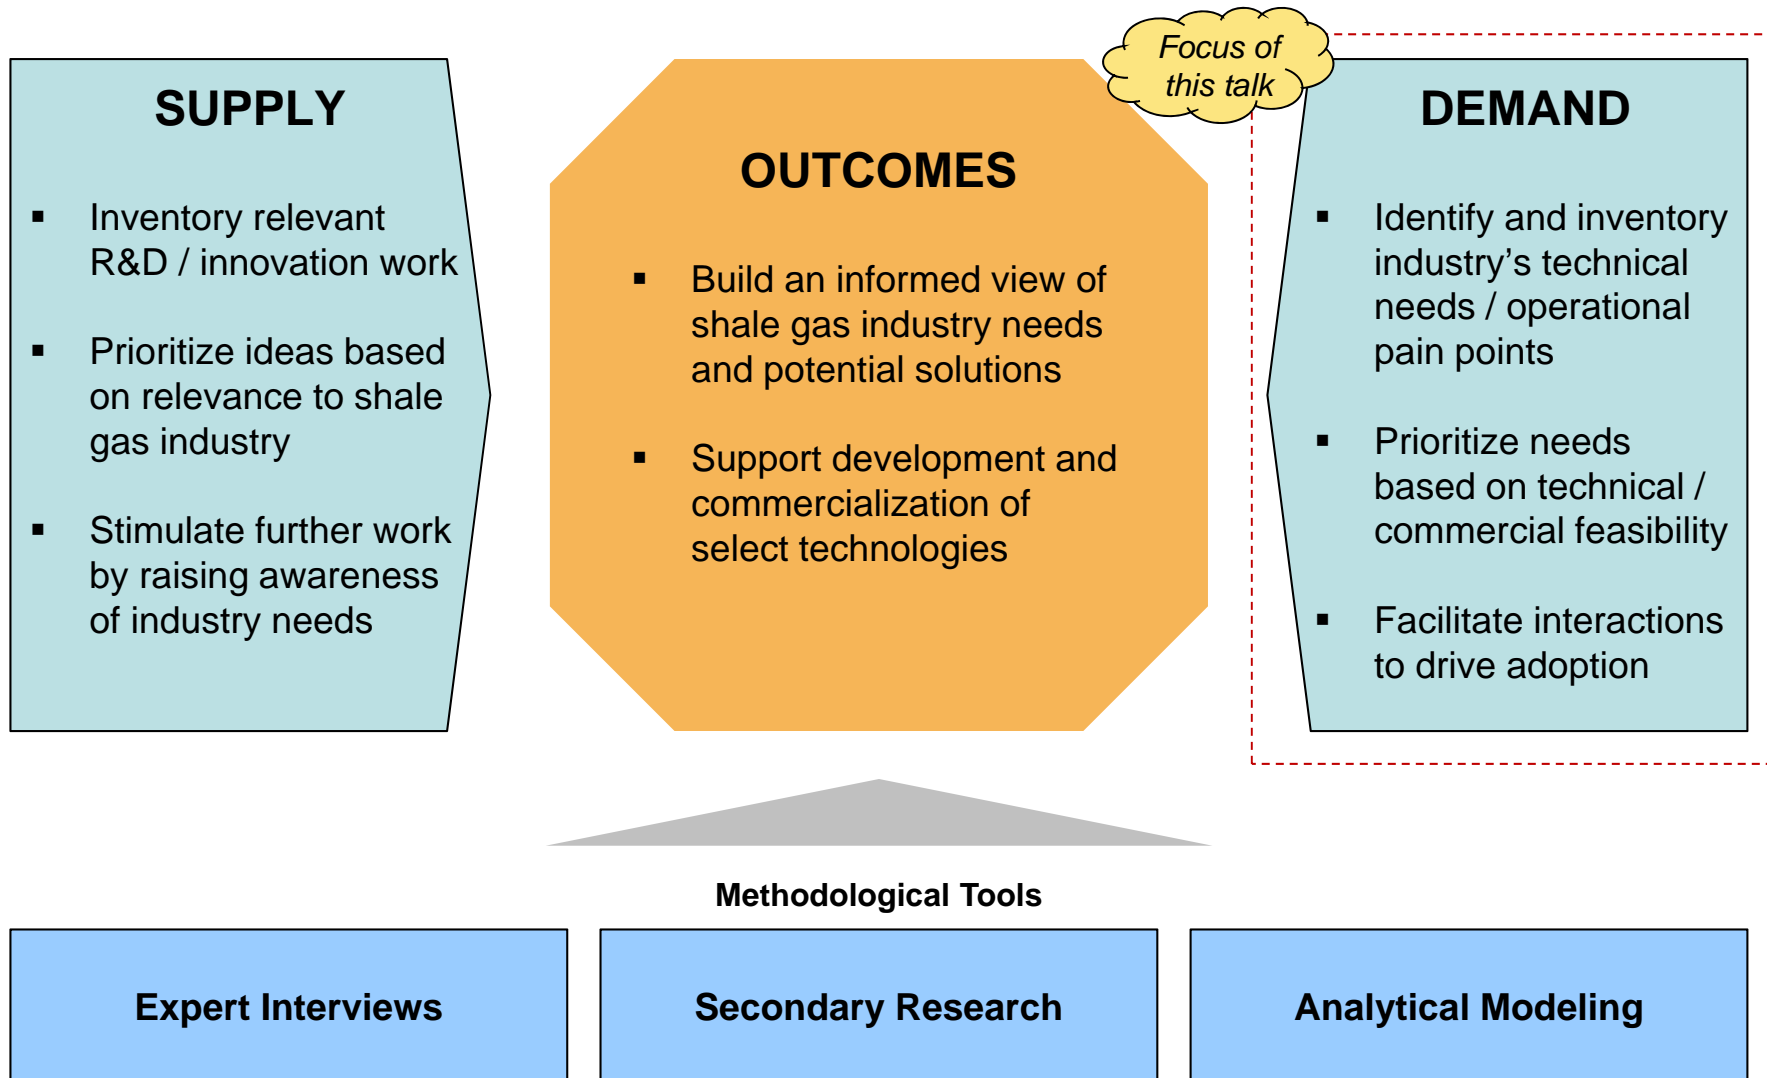 SUPPLY
▪ Inventory relevant
R&D / innovation work
▪ Prioritize ideas based
on relevance to shale
gas industry
▪ Stimulate further work
by raising awareness
of industry needs
OUTCOMES
▪ Build an informed view of
shale gas industry needs
and potential solutions
▪ Support development and
commercialization of
select technologies
Focus of
this talk
DEMAND
▪ Identify and inventory
industry’s technical
needs / operational
pain points
▪ Prioritize needs
based on technical /
commercial feasibility
▪ Facilitate interactions
to drive adoption
Methodological Tools
Expert Interviews
Secondary Research
Analytical Modeling